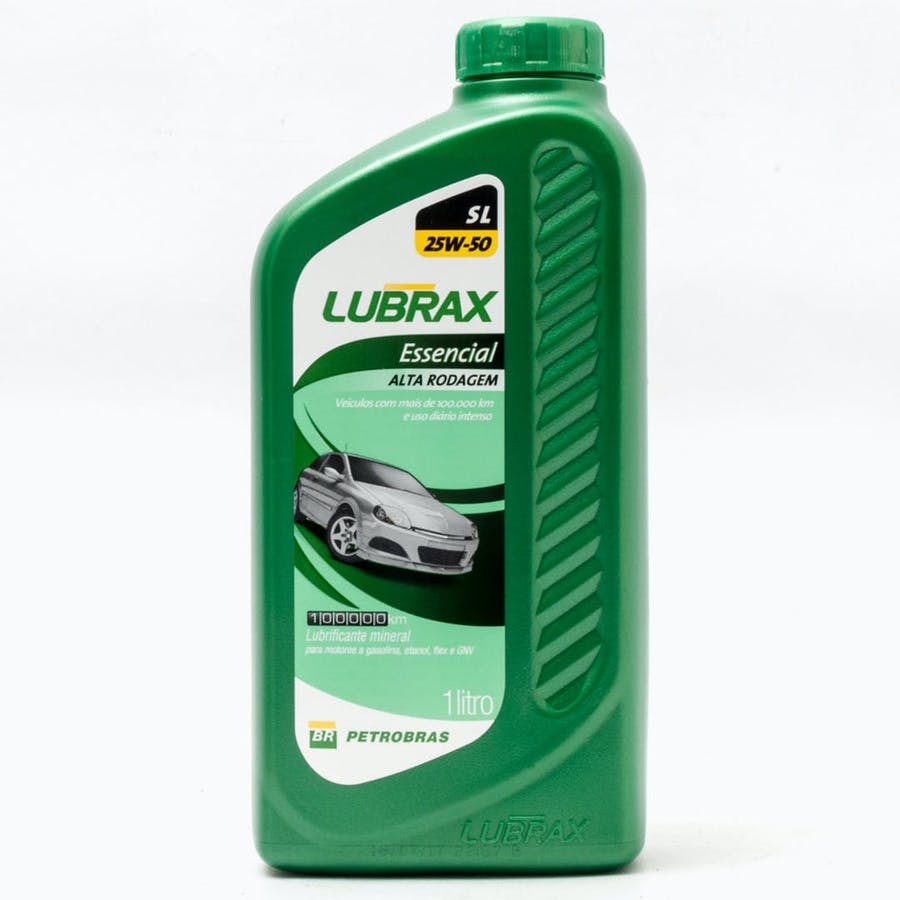 SL
25W-50
LUBRAX
Essencial
ALTA RODAGEM
Veículos com mais de 100.000 km
e uso diário intenso
100000 km
Lubrificante mineral
para motores a gasolina, etanol, flex e GNV
1 litro
BR PETROBRAS
LUBRAX